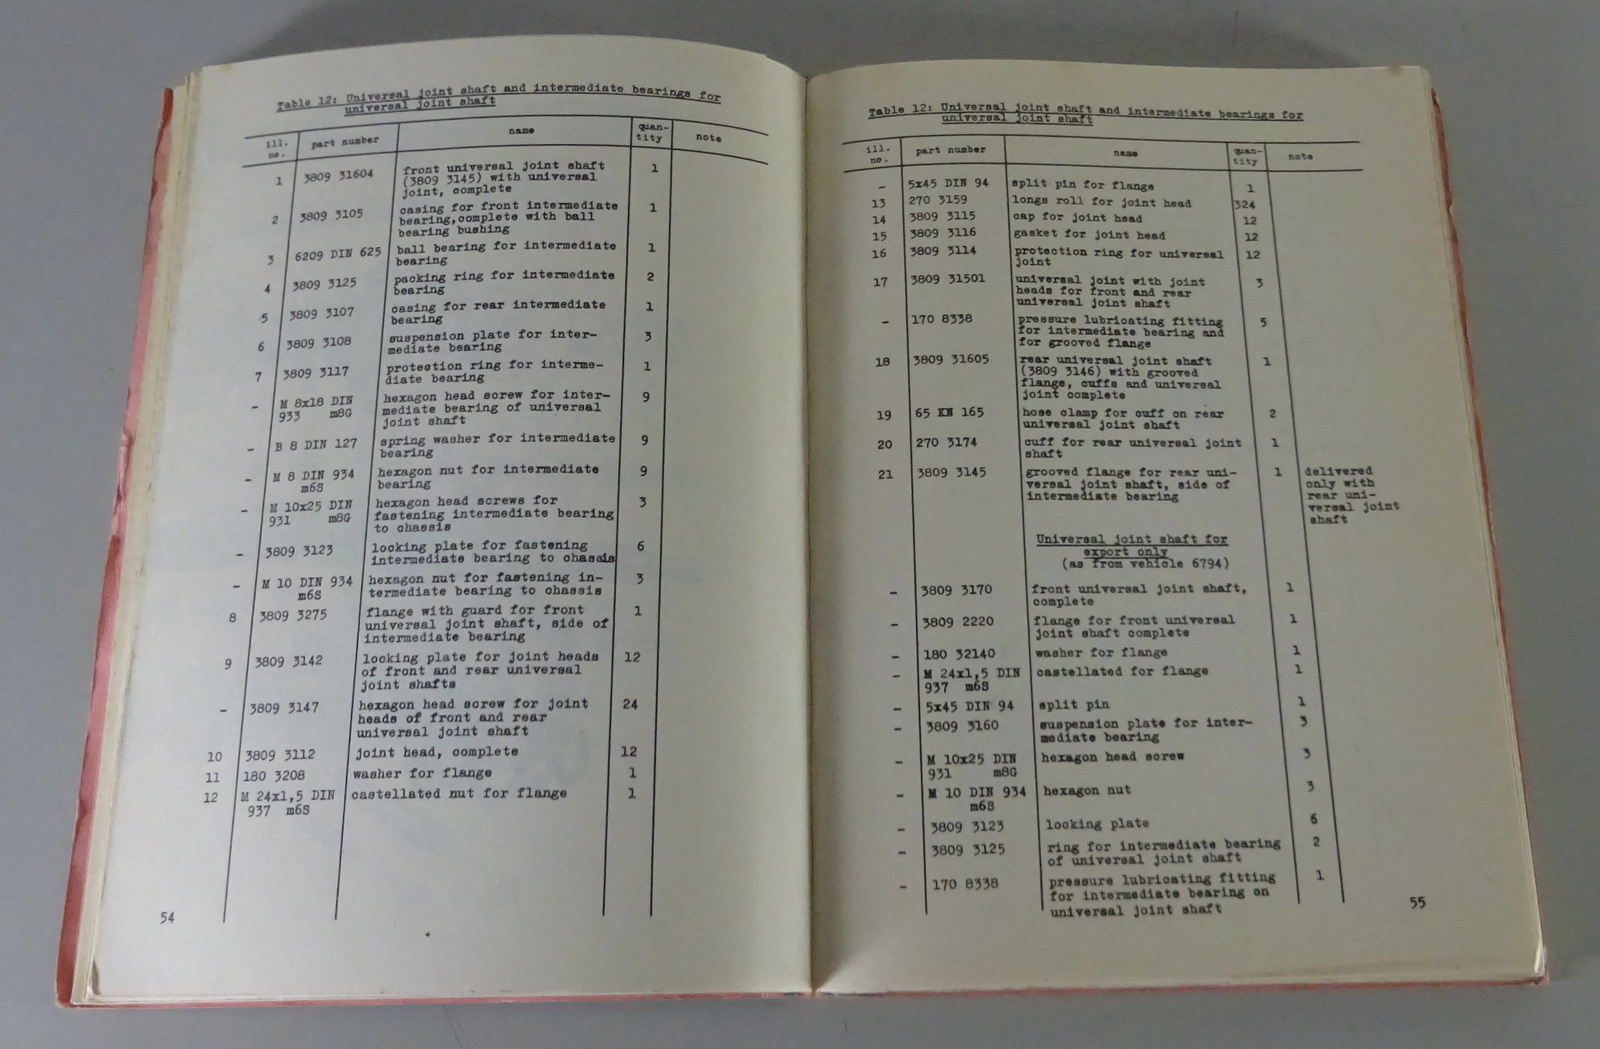 Table 12: Universal joint shaft and intermediate bearings for
universal joint shaft
ill. no. part number name quan-tity note
1 3809 31604 front universal joint shaft
(3809 3145) with universal
joint, complete 1
2 3809 3105 casing for front intermediate
bearing,complete with ball
bearing bushing 1
3 6209 DIN 625 ball bearing for intermediate
bearing 1
4 3809 3125 packing ring for intermediate
bearing 2
5 3809 3107 casing for rear intermediate
bearing 1
6 3809 3108 suspension plate for inter-
mediate bearing 3
7 3809 3117 protection ring for interme-
diate bearing 1
- M 8x18 DIN hexagon head screw for inter- 9
933 m8G mediate bearing of universal
joint shaft
- B 8 DIN 127 spring washer for intermediate 9
bearing
- M 8 DIN 934 hexagon nut for intermediate 9
m6S bearing
- M 10x25 DIN hexagon head screws for 3
931 m8G fastening intermediate bearing
to chassis
- 3809 3123 locking plate for fastening 6
intermediate bearing to chassis
- M 10 DIN 934 hexagon nut for fastening in- 3
m6S termediate bearing to chassis
8 3809 3275 flange with guard for front 1
universal joint shaft, side of
intermediate bearing
9 3809 3142 locking plate for joint heads 12
of front and rear universal
joint shafts
- 3809 3147 hexagon head screw for joint 24
heads of front and rear
universal joint shaft
10 3809 3112 joint head, complete 12
11 180 3208 washer for flange 1
12 M 24x1,5 DIN castellated nut for flange 1
937 m6S
54
Table 12: Universal joint shaft and intermediate bearings for
universal joint shaft
ill. no. part number name quan-tity note
- 5x45 DIN 94 split pin for flange 1
13 270 3159 longs roll for joint head 324
14 3809 3115 cap for joint head 12
15 3809 3116 gasket for joint head 12
16 3809 3114 protection ring for universal 12
joint
17 3809 31501 universal joint with joint 3
heads for front and rear
universal joint shaft
- 170 8338 pressure lubricating fitting 5
for intermediate bearing and
for grooved flange
18 3809 31605 rear universal joint shaft 1
(3809 3146) with grooved
flange, cuffs and universal
joint complete
19 65 KN 165 hose clamp for cuff on rear 2
universal joint shaft
20 270 3174 cuff for rear universal joint 1
shaft
21 3809 3145 grooved flange for rear uni- 1 delivered
versal joint shaft, side of only with
intermediate bearing rear uni-
versal joint
shaft
Universal joint shaft for
export only
(as from vehicle 6794)
- 3809 3170 front universal joint shaft, 1
complete
- 3809 2220 flange for front universal 1
joint shaft complete
- 180 32140 washer for flange 1
- M 24x1,5 DIN castellated for flange 1
937 m6S
- 5x45 DIN 94 split pin 1
- 3809 3160 suspension plate for inter- 3
mediate bearing
- M 10x25 DIN hexagon head screw 3
931 m8G
- M 10 DIN 934 hexagon nut 3
m6S
- 3809 3123 locking plate 6
- 3809 3125 ring for intermediate bearing 2
of universal joint shaft
- 170 8338 pressure lubricating fitting 1
for intermediate bearing on
universal joint shaft
55